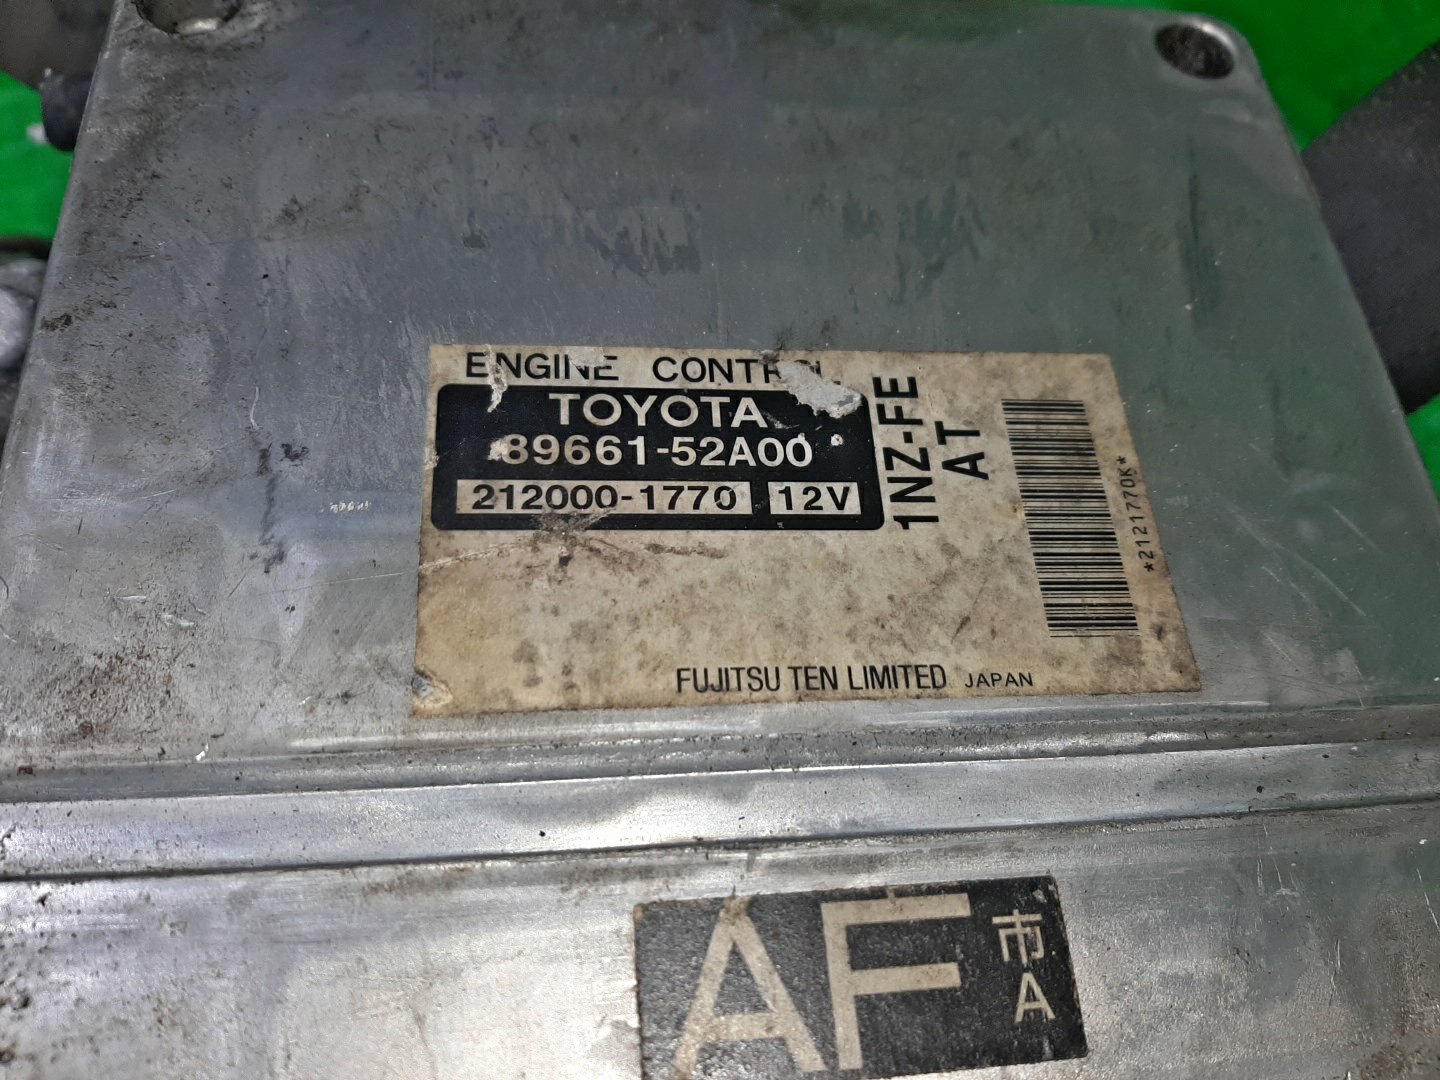 ENGINE CONTROL
TOYOTA
89661-52A00
212000-1770 12V
1NZ-FE
AT
*2121770K*
FUJITSU TEN LIMITED JAPAN
AF
市
A